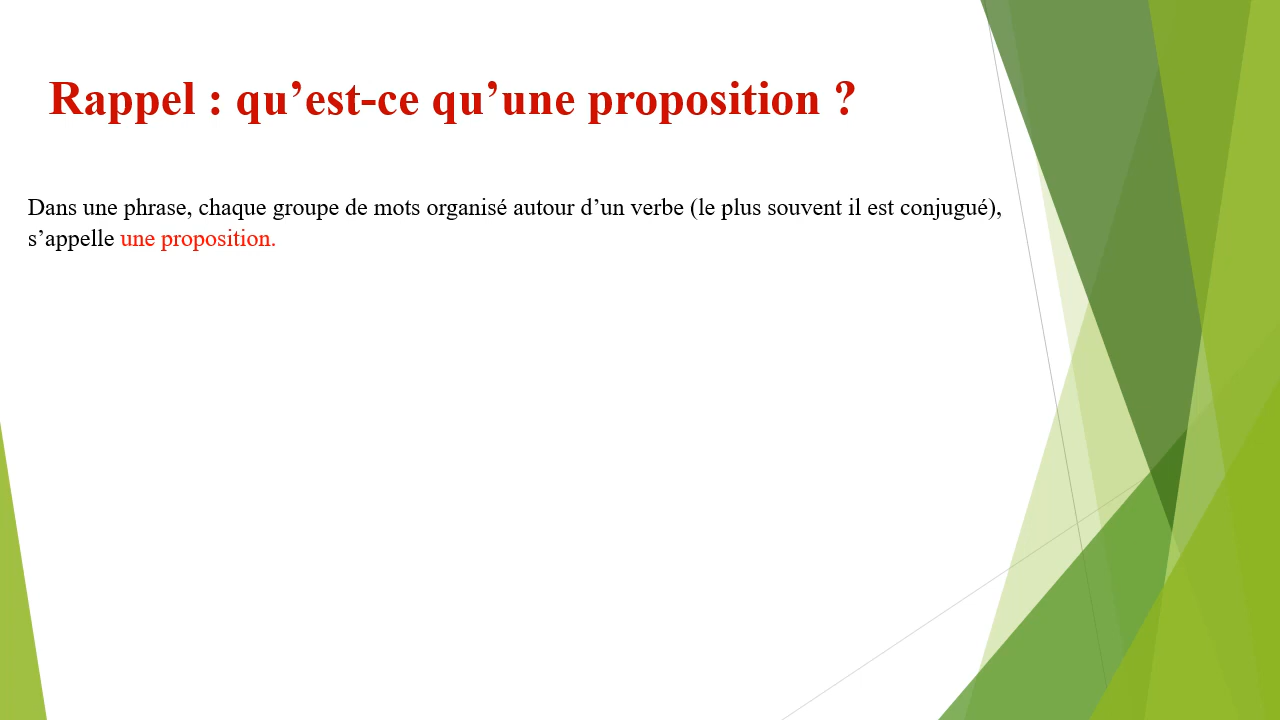 Rappel : qu’est-ce qu’une proposition ?
Dans une phrase, chaque groupe de mots organisé autour d’un verbe (le plus souvent il est conjugué),
s’appelle une proposition.